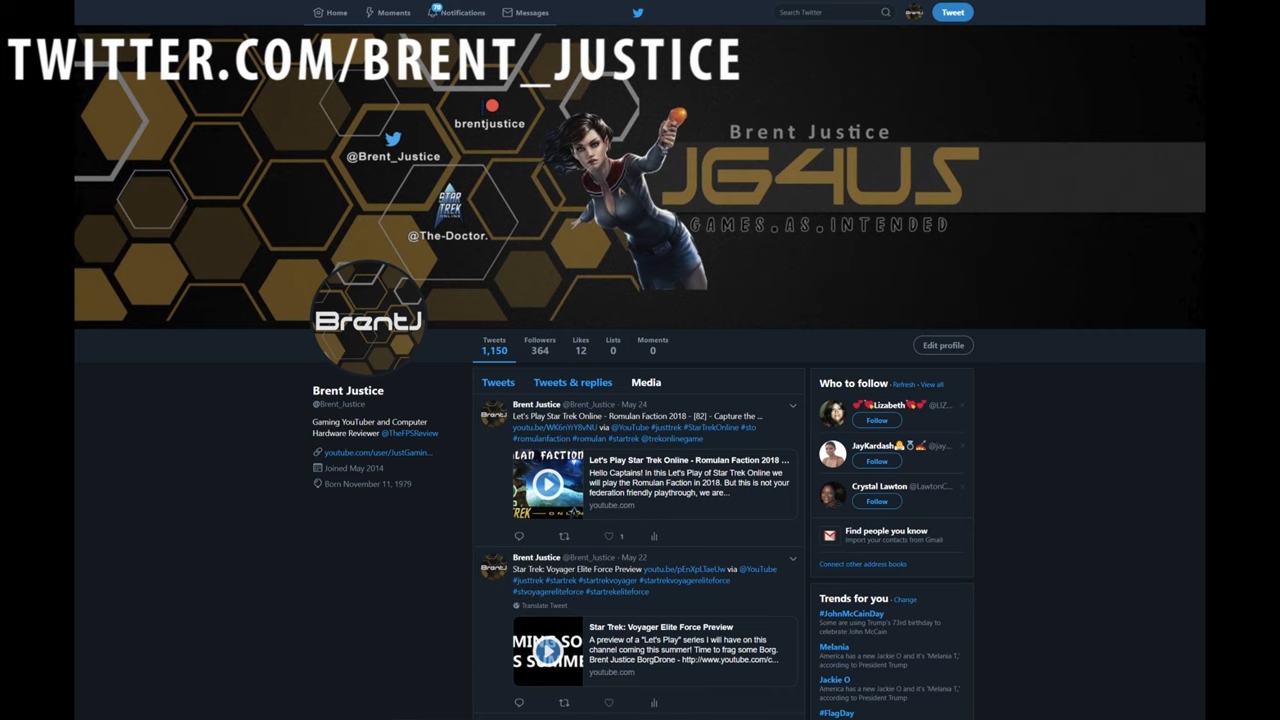 Home
Moments
70
Notifications
Messages
Search Twitter
Tweet
TWITTER.COM/BRENT_JUSTICE
brentjustice
@Brent_Justice
STAR TREK
ONLINE
@The-Doctor.
Brent Justice
JG4US
GAMES.AS.INTENDED
BrentJ
Tweets
1,150
Followers
364
Likes
12
Lists
0
Moments
0
Edit profile
Brent Justice
@Brent_Justice
Gaming YouTuber and Computer
Hardware Reviewer @TheFPSReview
youtube.com/user/JustGamin...
Joined May 2014
Born November 11, 1979
Tweets
Tweets & replies
Media
Brent Justice @Brent_Justice · May 24
Let's Play Star Trek Online - Romulan Faction 2018 - [82] - Capture the ...
youtu.be/WK6nYrY8vNU via @YouTube #justtrek #StarTrekOnline #sto
#romulanfaction #romulan #startrek @trekonlinegame
Let's Play Star Trek Online - Romulan Faction 2018 ...
Hello Captains! In this Let's Play of Star Trek Online we
will play the Romulan Faction in 2018. But this is not your
federation friendly playthrough, we are...
youtube.com
1
Brent Justice @Brent_Justice · May 22
Star Trek: Voyager Elite Force Preview youtu.be/pEnXpLTaeUw via @YouTube
#justtrek #startrek #startrekvoyager #startrekvoyagereliteforce
#stvoyagereliteforce #startrekeliteforce
Translate Tweet
Star Trek: Voyager Elite Force Preview
A preview of a "Let's Play" series I will have on this
channel coming this summer! Time to frag some Borg.
Brent Justice BorgDrone - http://www.youtube.com/c...
youtube.com
Who to follow · Refresh · View all
Lizabeth @LIZ...
Follow
JayKardash @jay...
Follow
Crystal Lawton @LawtonC...
Follow
Find people you know
Import your contacts from Gmail
Connect other address books
Trends for you · Change
#JohnMcCainDay
Some are using Trump's 73rd birthday to
celebrate John McCain
Melania
America has a new Jackie O and it's 'Melania T,'
according to President Trump
Jackie O
America has a new Jackie O and it's 'Melania T,'
according to President Trump
#FlagDay